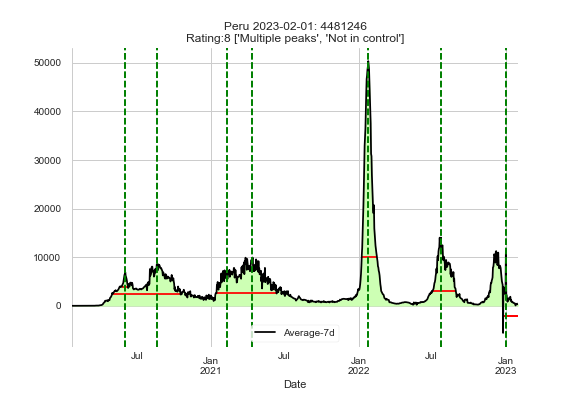 Peru 2023-02-01: 4481246
Rating:8 ['Multiple peaks', 'Not in control']
50000
40000
30000
20000
10000
0
Jul
Jan
2021
Jul
Jan
2022
Jul
Jan
2023
Average-7d
Date